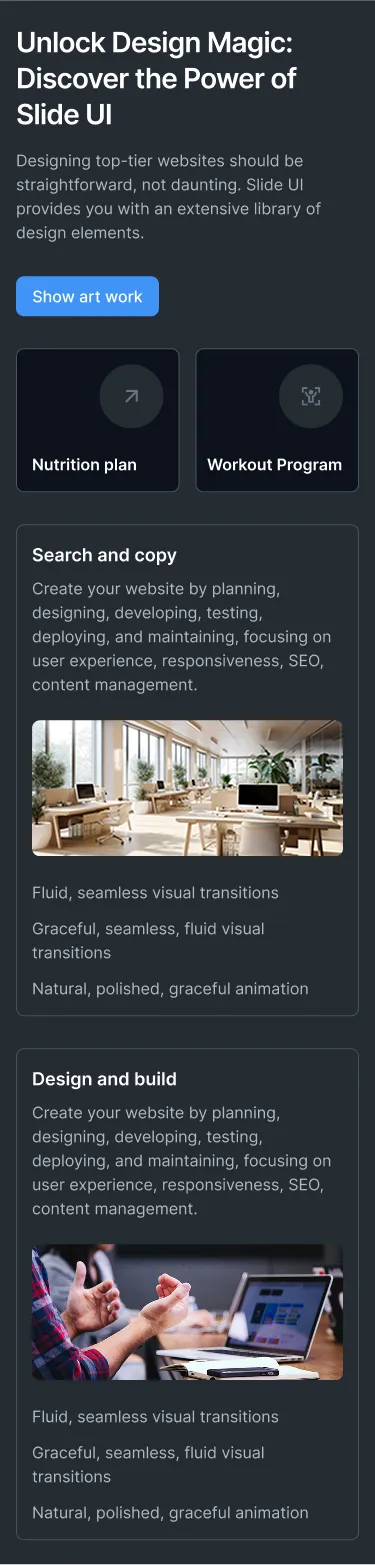 Unlock Design Magic:
Discover the Power of
Slide UI
Designing top-tier websites should be
straightforward, not daunting. Slide UI
provides you with an extensive library of
design elements.
Show art work
Nutrition plan
Workout Program
Search and copy
Create your website by planning,
designing, developing, testing,
deploying, and maintaining, focusing on
user experience, responsiveness, SEO,
content management.
Fluid, seamless visual transitions
Graceful, seamless, fluid visual
transitions
Natural, polished, graceful animation
Design and build
Create your website by planning,
designing, developing, testing,
deploying, and maintaining, focusing on
user experience, responsiveness, SEO,
content management.
Fluid, seamless visual transitions
Graceful, seamless, fluid visual
transitions
Natural, polished, graceful animation